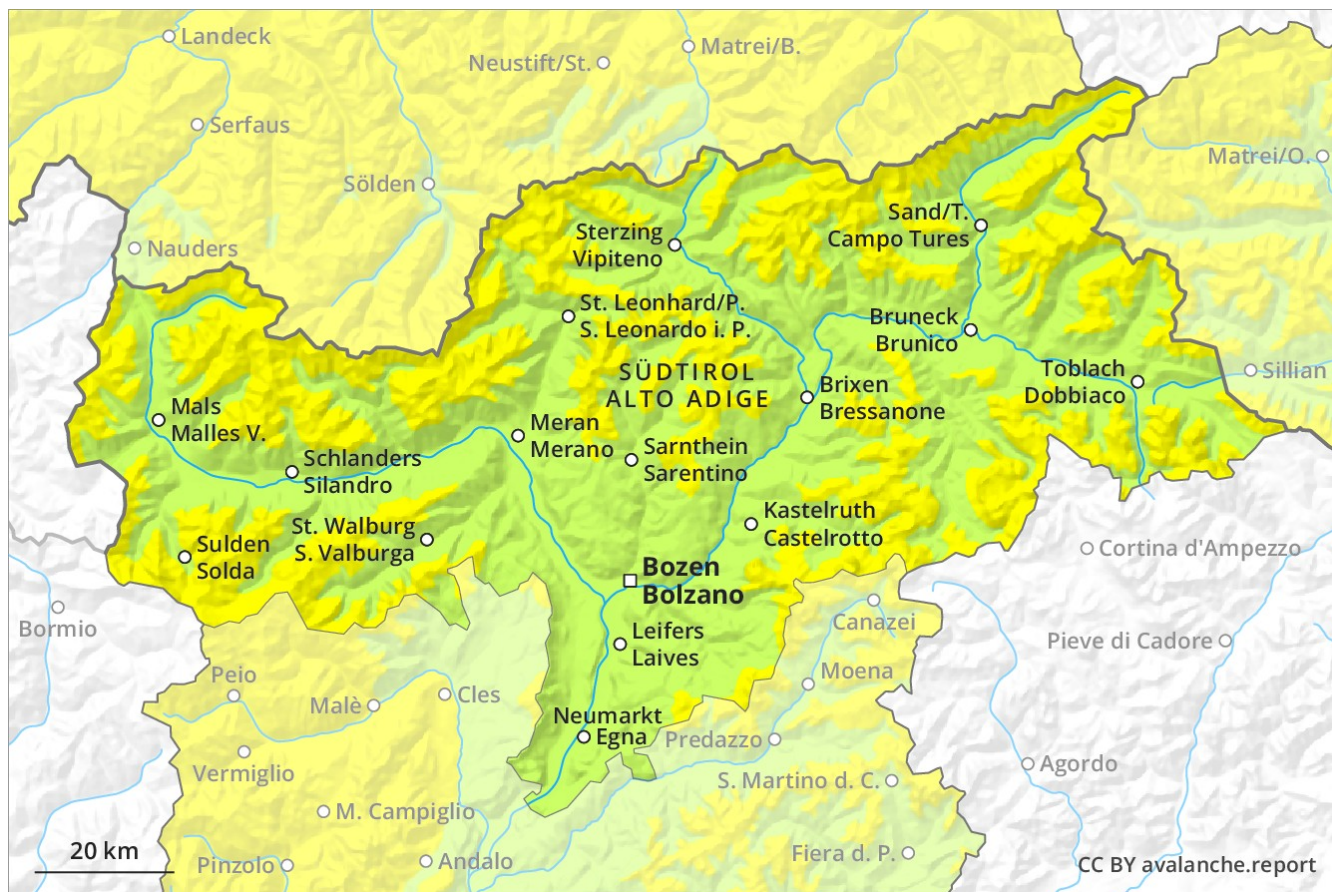 Landeck
Matrei/B.
Neustift/St.
Serfaus
Matrei/O.
Sölden
Sand/T.
Campo Tures
Sterzing
Vipiteno
Nauders
St. Leonhard/P.
S. Leonardo i. P.
Bruneck
Brunico
SÜDTIROL
ALTO ADIGE
Toblach
Dobbiaco
Sillian
Brixen
Bressanone
Mals
Malles V.
Meran
Merano
Sarnthein
Sarentino
Schlanders
Silandro
Kastelruth
Castelrotto
St. Walburg
S. Valburga
Sulden
Solda
Cortina d'Ampezzo
Bozen
Bolzano
Bormio
Canazei
Leifers
Laives
Pieve di Cadore
Peio
Moena
Malè
Cles
Neumarkt
Egna
Predazzo
Vermiglio
Agordo
S. Martino d. C.
M. Campiglio
20 km
Pinzolo
Andalo
Fiera d. P.
CC BY avalanche.report